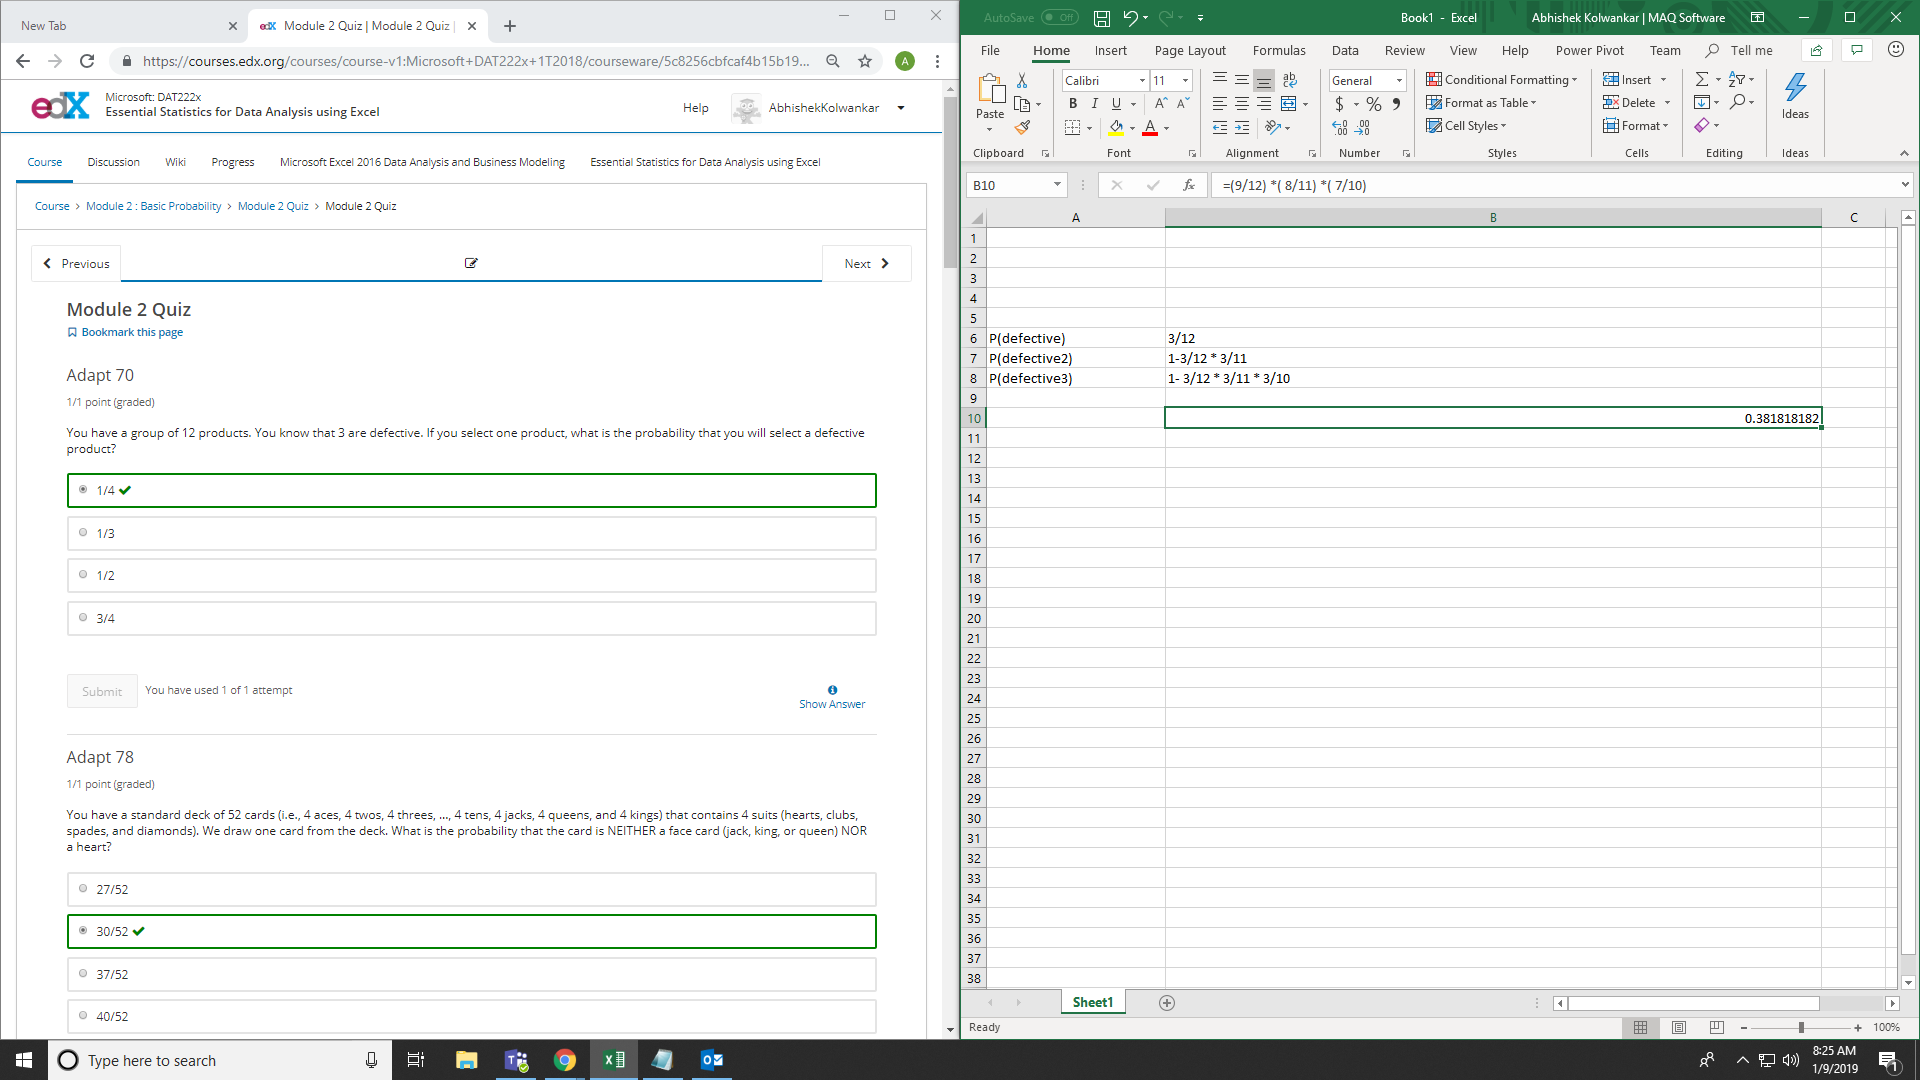 New Tab
edX Module 2 Quiz | Module 2 Quiz |
https://courses.edx.org/courses/course-v1:Microsoft+DAT222x+1T2018/courseware/5c8256cbfcaf4b15b19...
A
edX
Microsoft: DAT222x
Essential Statistics for Data Analysis using Excel
Help
AbhishekKolwankar
Course Discussion Wiki Progress Microsoft Excel 2016 Data Analysis and Business Modeling Essential Statistics for Data Analysis using Excel
Course > Module 2 : Basic Probability > Module 2 Quiz > Module 2 Quiz
Previous
Next
Module 2 Quiz
Bookmark this page
Adapt 70
1/1 point (graded)
You have a group of 12 products. You know that 3 are defective. If you select one product, what is the probability that you will select a defective
product?
1/4
1/3
1/2
3/4
Submit
You have used 1 of 1 attempt
Show Answer
Adapt 78
1/1 point (graded)
You have a standard deck of 52 cards (i.e., 4 aces, 4 twos, 4 threes, ..., 4 tens, 4 jacks, 4 queens, and 4 kings) that contains 4 suits (hearts, clubs,
spades, and diamonds). We draw one card from the deck. What is the probability that the card is NEITHER a face card (jack, king, or queen) NOR
a heart?
27/52
30/52
37/52
40/52
AutoSave Off
Book1 - Excel
Abhishek Kolwankar | MAQ Software
File Home Insert Page Layout Formulas Data Review View Help Power Pivot Team Tell me
Paste
Clipboard
Calibri 11
B I U A A
A
Font
ab
Alignment
General
$ % 9
.00
Number
Conditional Formatting
Format as Table
Cell Styles
Styles
Insert
Delete
Format
Cells
Editing
Ideas
Ideas
B10
fx
=(9/12) *( 8/11) *( 7/10)
A B C
1
2
3
4
5
6 P(defective) 3/12
7 P(defective2) 1-3/12 * 3/11
8 P(defective3) 1- 3/12 * 3/11 * 3/10
9
10 0.381818182
11
12
13
14
15
16
17
18
19
20
21
22
23
24
25
26
27
28
29
30
31
32
33
34
35
36
37
38
Sheet1
Ready
100%
Type here to search
8:25 AM
1/9/2019
1